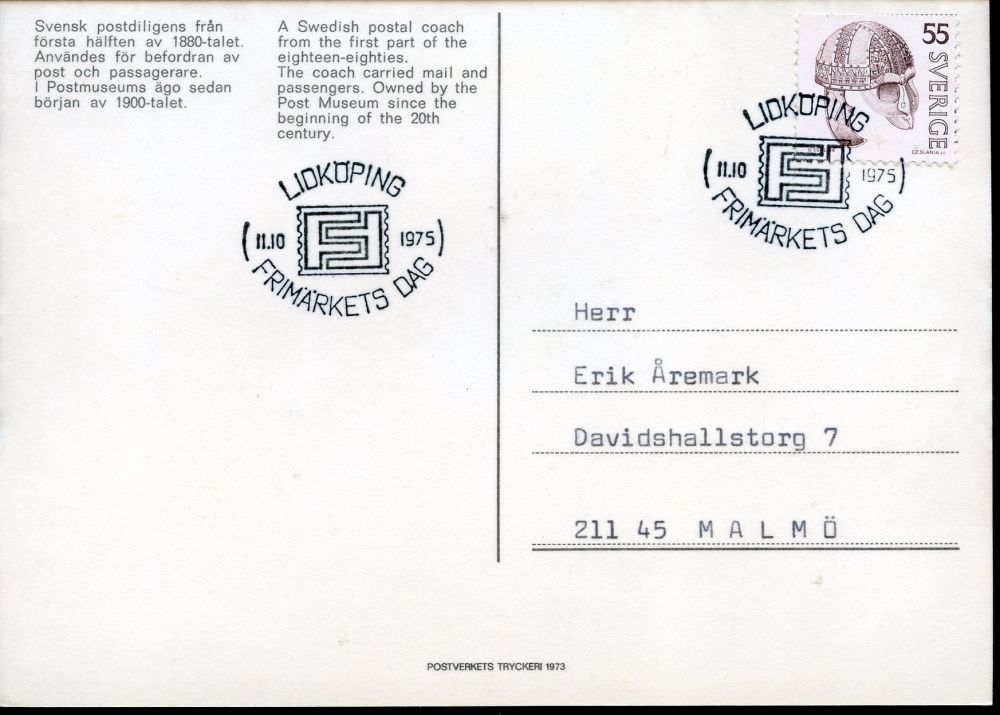 Svensk postdiligens från
första hälften av 1880-talet.
Användes för befordran av
post och passagerare.
I Postmuseums ägo sedan
början av 1900-talet.
A Swedish postal coach
from the first part of the
eighteen-eighties.
The coach carried mail and
passengers. Owned by the
Post Museum since the
beginning of the 20th
century.
55
SVERIGE
CZ.SLANIA sc.
LIDKÖPING
11.10 1975
FRIMÄRKETS DAG
LIDKÖPING
11.10 1975
FRIMÄRKETS DAG
Herr
Erik Åremark
Davidshallstorg 7
211 45 M A L M Ö
POSTVERKETS TRYCKERI 1973